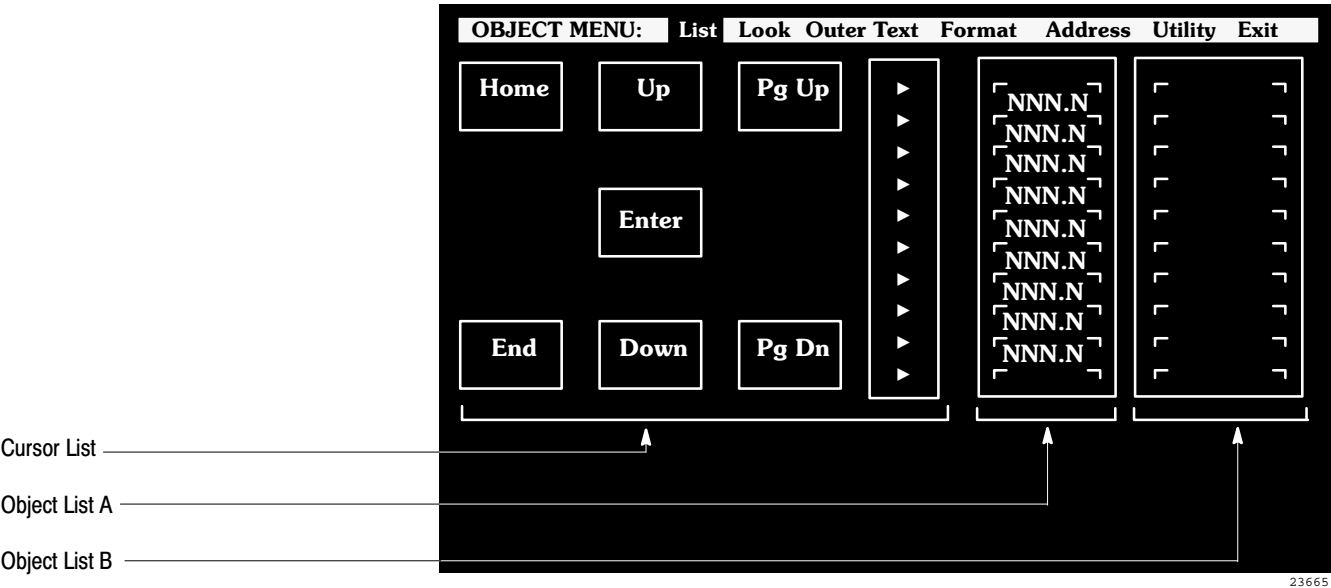 OBJECT MENU: List Look Outer Text Format Address Utility Exit
Home Up Pg Up
NNN.N
NNN.N
NNN.N
NNN.N
Enter
NNN.N
NNN.N
NNN.N
NNN.N
End Down Pg Dn
NNN.N
Cursor List
Object List A
Object List B
23665